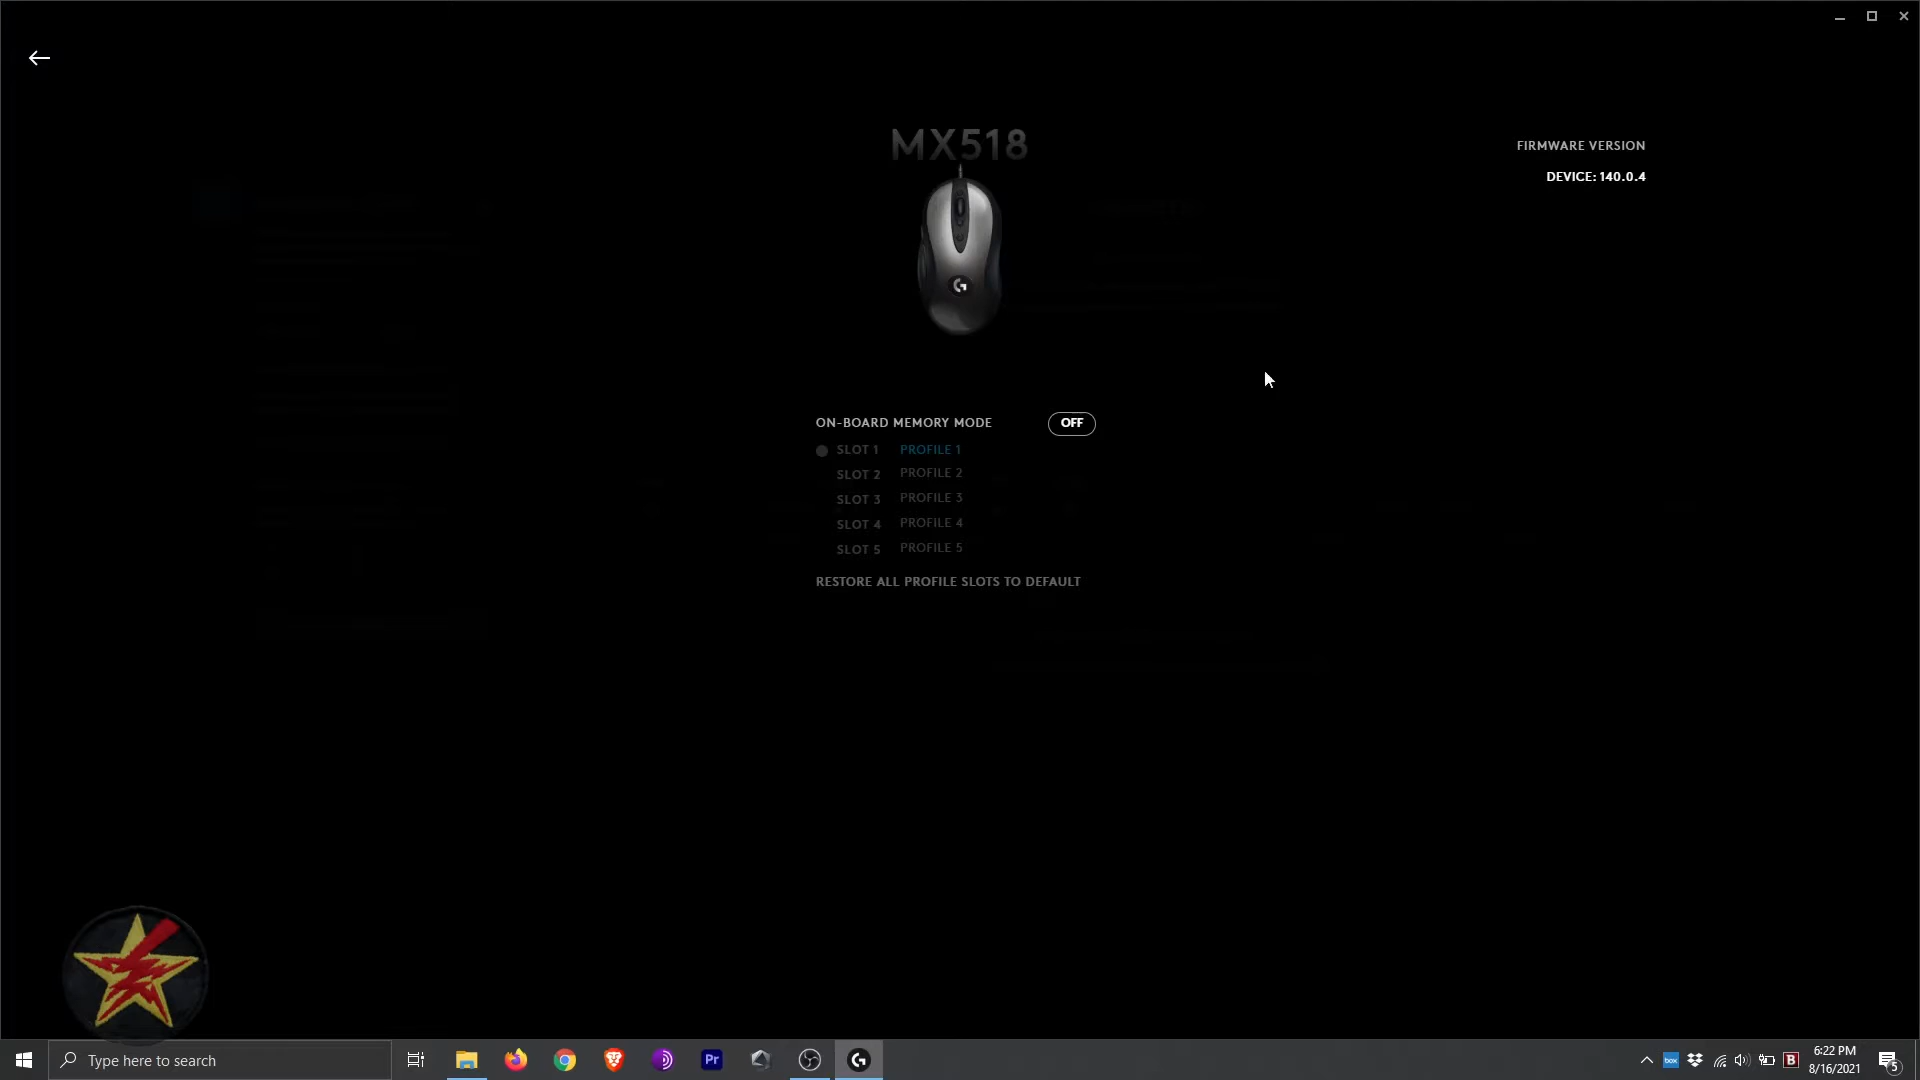 MX518
FIRMWARE VERSION
DEVICE: 140.0.4
ON-BOARD MEMORY MODE OFF
SLOT 1 PROFILE 1
SLOT 2 PROFILE 2
SLOT 3 PROFILE 3
SLOT 4 PROFILE 4
SLOT 5 PROFILE 5
RESTORE ALL PROFILE SLOTS TO DEFAULT
Type here to search
Pr
box
B
6:22 PM
8/16/2021
5